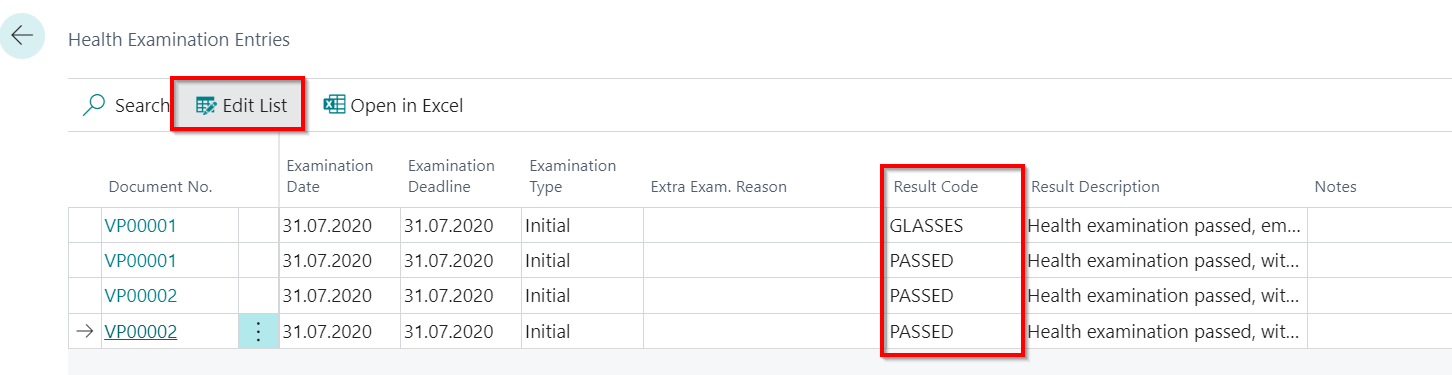 Health Examination Entries
Search Edit List Open in Excel
Document No. Examination Date Examination Deadline Examination Type Extra Exam. Reason Result Code Result Description Notes
VP00001 31.07.2020 31.07.2020 Initial GLASSES Health examination passed, em...
VP00001 31.07.2020 31.07.2020 Initial PASSED Health examination passed, wit...
VP00002 31.07.2020 31.07.2020 Initial PASSED Health examination passed, wit...
VP00002 31.07.2020 31.07.2020 Initial PASSED Health examination passed, wit...